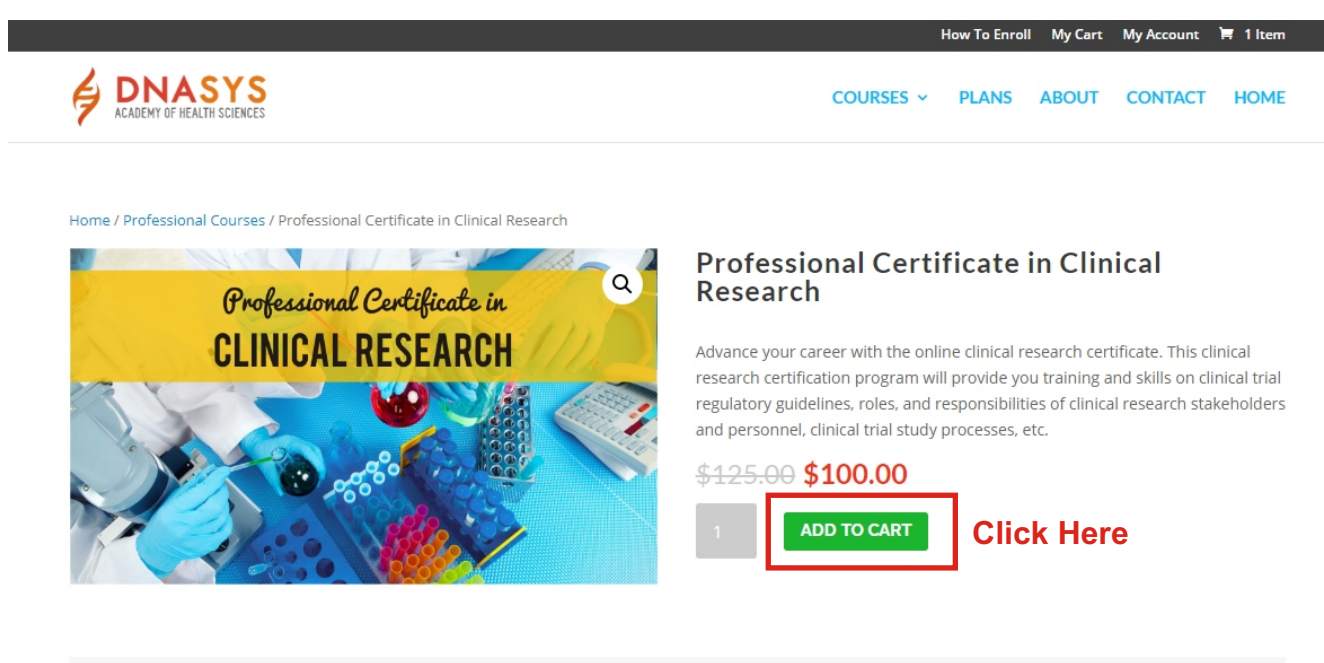 How To Enroll My Cart My Account 1 Item
DNASYS
ACADEMY OF HEALTH SCIENCES
COURSES PLANS ABOUT CONTACT HOME
Home / Professional Courses / Professional Certificate in Clinical Research
Professional Certificate in
CLINICAL RESEARCH
Professional Certificate in Clinical
Research
Advance your career with the online clinical research certificate. This clinical
research certification program will provide you training and skills on clinical trial
regulatory guidelines, roles, and responsibilities of clinical research stakeholders
and personnel, clinical trial study processes, etc.
$125.00 $100.00
1 ADD TO CART Click Here